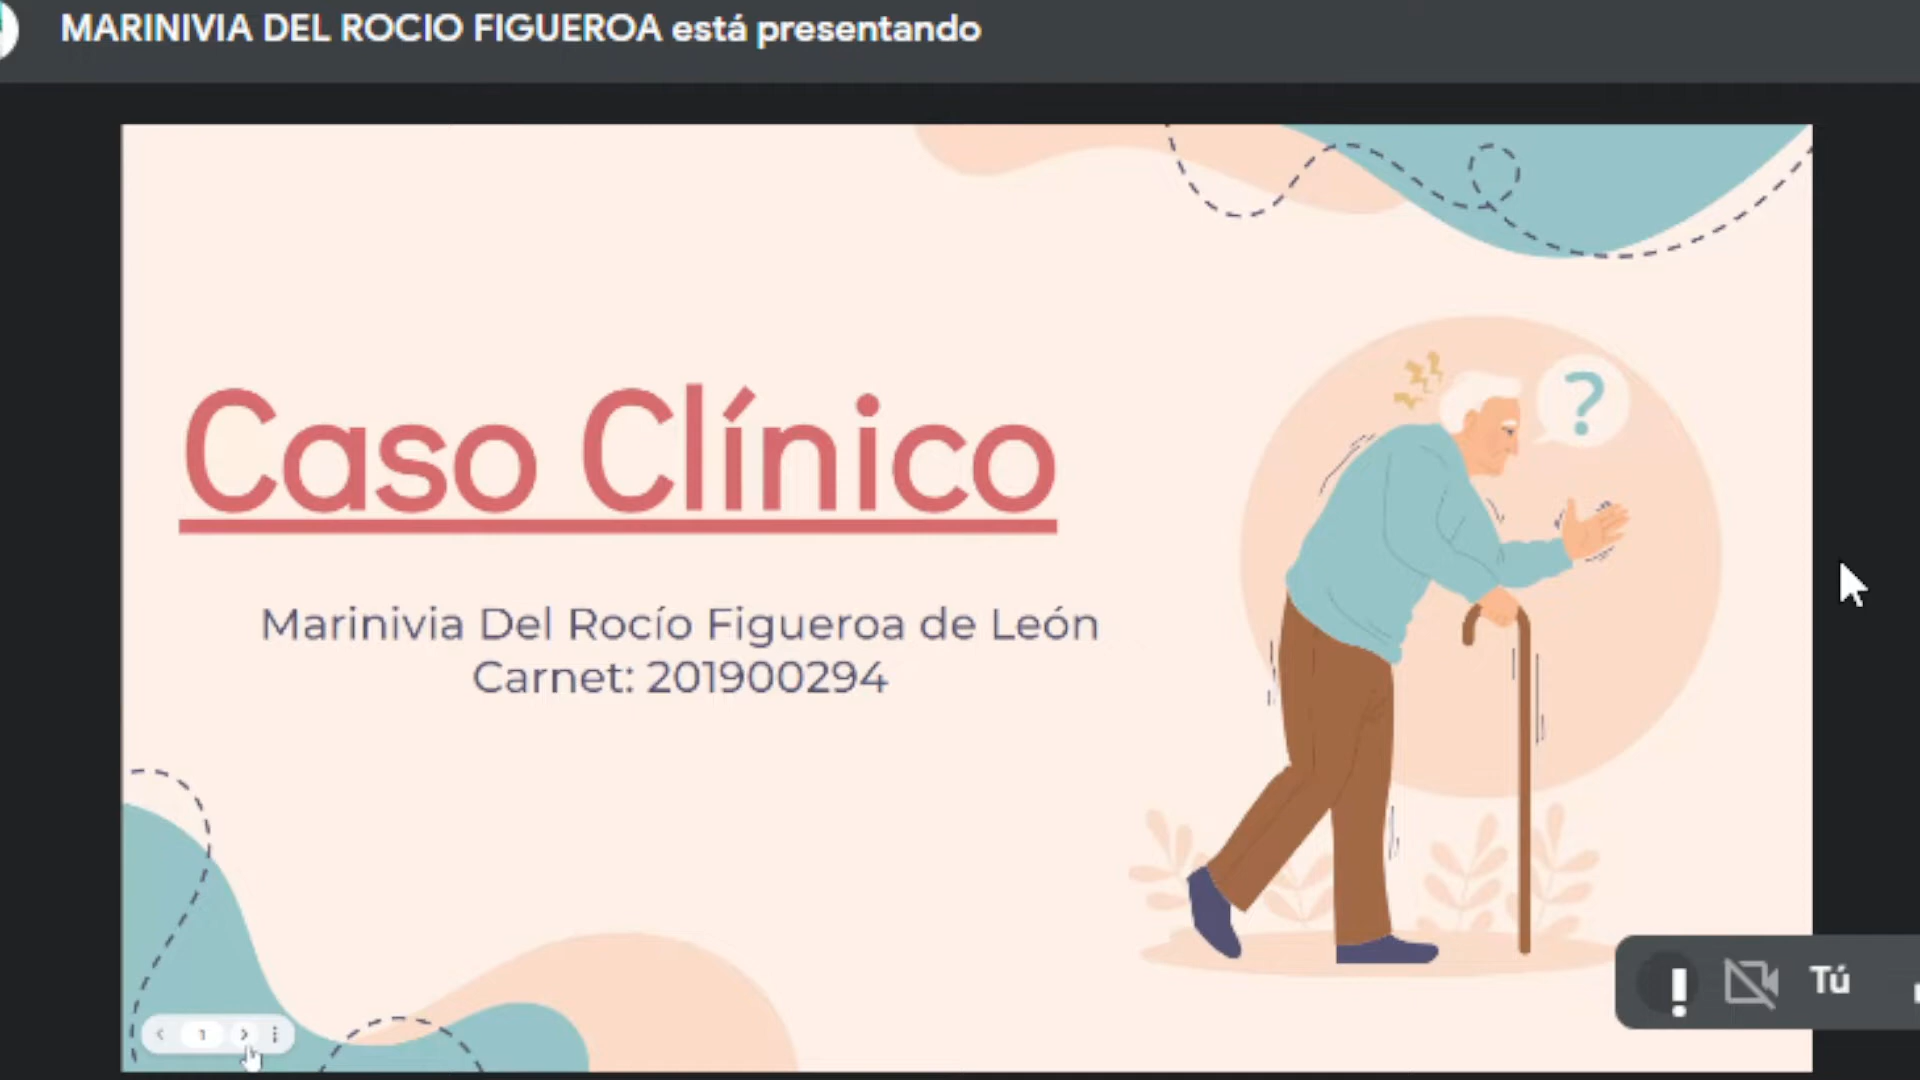 MARINIVIA DEL ROCIO FIGUEROA está presentando
?
Caso Clínico
Marinivia Del Rocío Figueroa de León
Carnet: 201900294
1
Tú